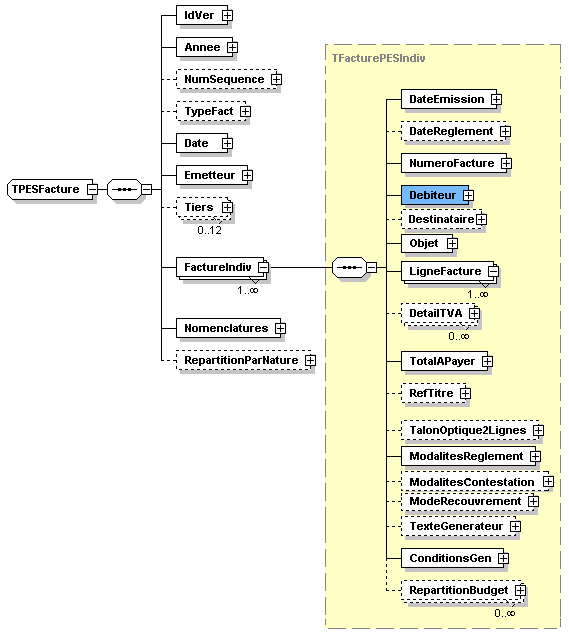 TPESFacture
IdVer
Annee
NumSequence
TypeFact
Date
Emetteur
Tiers
0..12
FactureIndiv
1..∞
Nomenclatures
RepartitionParNature
TFacturePESIndiv
DateEmission
DateReglement
NumeroFacture
Debiteur
Destinataire
Objet
LigneFacture
1..∞
DetailTVA
0..∞
TotalAPayer
RefTitre
TalonOptique2Lignes
ModalitesReglement
ModalitesContestation
ModeRecouvrement
TexteGenerateur
ConditionsGen
RepartitionBudget
0..∞